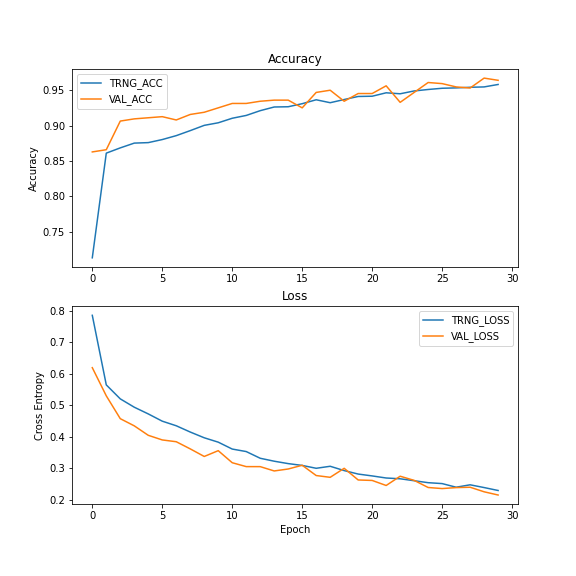 Accuracy
TRNG_ACC
VAL_ACC
0.95
0.90
0.85
0.80
0.75
Accuracy
0 5 10 15 20 25 30
Loss
TRNG_LOSS
VAL_LOSS
0.8
0.7
0.6
0.5
0.4
0.3
0.2
Cross Entropy
0 5 10 15 20 25 30
Epoch